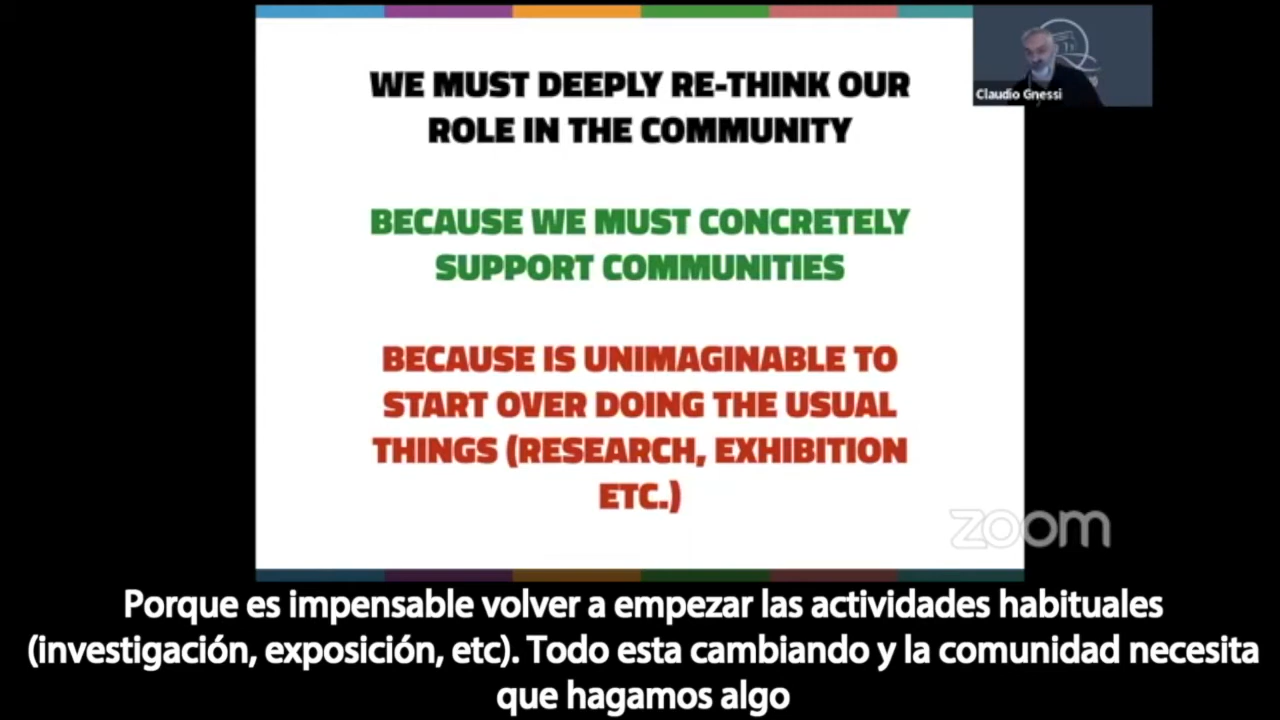 WE MUST DEEPLY RE-THINK OUR
ROLE IN THE COMMUNITY
BECAUSE WE MUST CONCRETELY
SUPPORT COMMUNITIES
BECAUSE IS UNIMAGINABLE TO
START OVER DOING THE USUAL
THINGS (RESEARCH, EXHIBITION
ETC.)
Claudio Gnessi
zoom
Porque es impensable volver a empezar las actividades habituales
(investigación, exposición, etc). Todo esta cambiando y la comunidad necesita
que hagamos algo